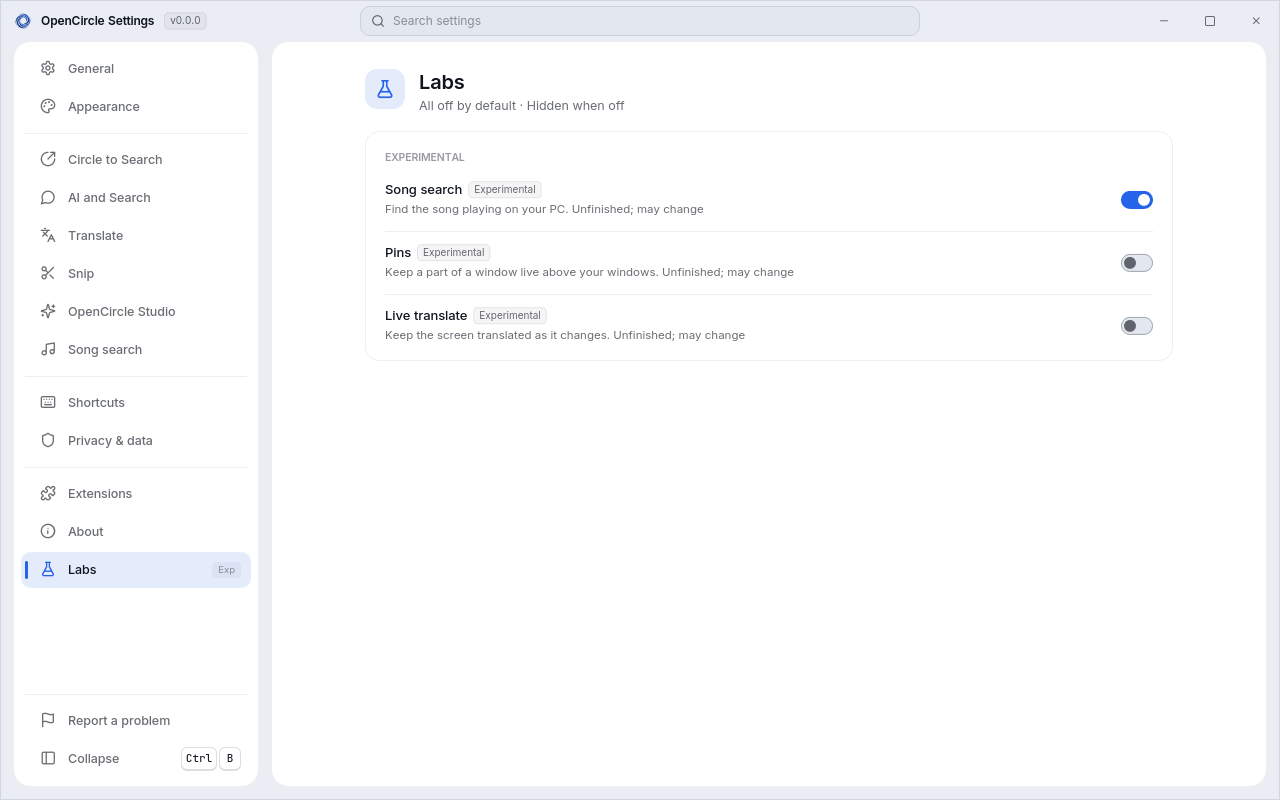 OpenCircle Settings v0.0.0
Search settings
General
Appearance
Circle to Search
AI and Search
Translate
Snip
OpenCircle Studio
Song search
Shortcuts
Privacy & data
Extensions
About
Labs Exp
Report a problem
Collapse Ctrl B
Labs
All off by default · Hidden when off
EXPERIMENTAL
Song search Experimental
Find the song playing on your PC. Unfinished; may change
Pins Experimental
Keep a part of a window live above your windows. Unfinished; may change
Live translate Experimental
Keep the screen translated as it changes. Unfinished; may change